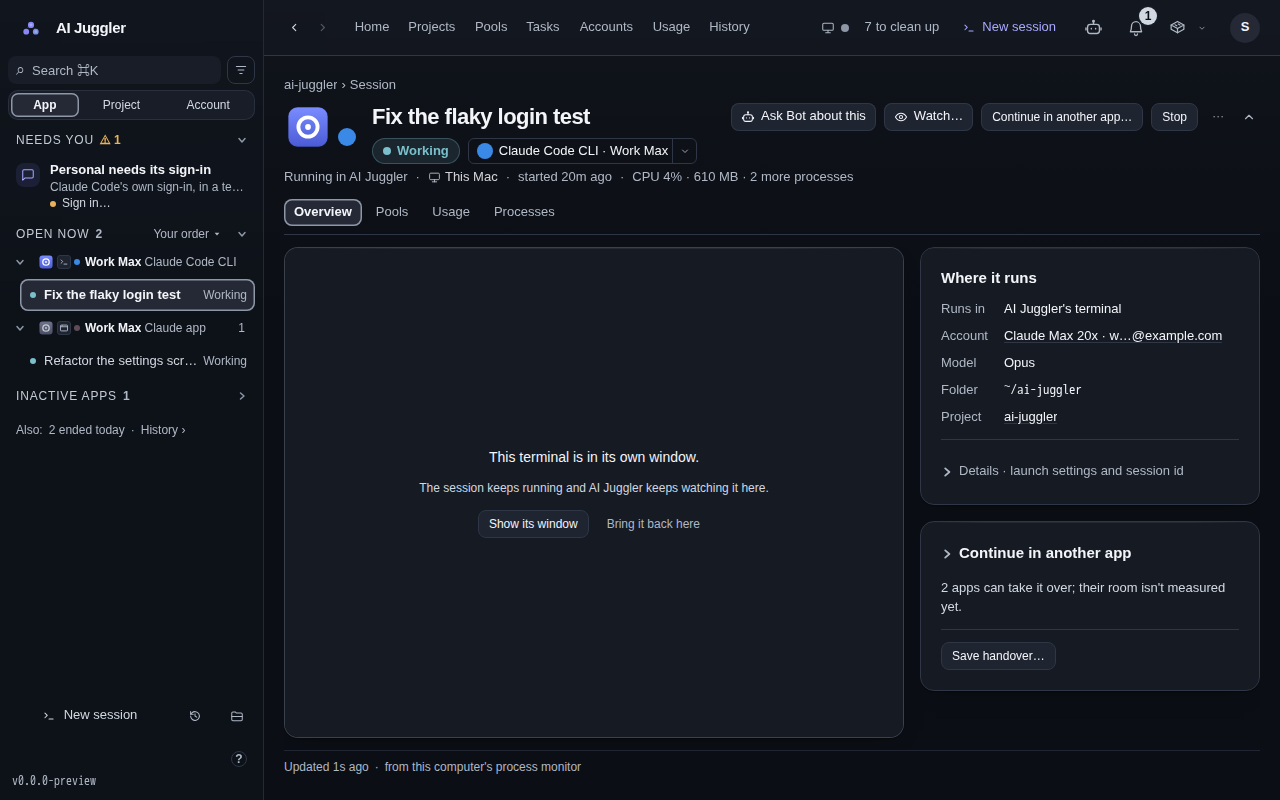 AI Juggler
Search ⌘K
App Project Account
NEEDS YOU 1
Personal needs its sign-in
Claude Code's own sign-in, in a te…
Sign in…
OPEN NOW 2 Your order
Work Max Claude Code CLI
Fix the flaky login test Working
Work Max Claude app 1
Refactor the settings scr… Working
INACTIVE APPS 1
Also: 2 ended today · History ›
New session
?
v0.0.0-preview
Home Projects Pools Tasks Accounts Usage History
7 to clean up
New session
1
S
ai-juggler › Session
Fix the flaky login test
Ask Bot about this Watch… Continue in another app… Stop ···
Working Claude Code CLI · Work Max
Running in AI Juggler · This Mac · started 20m ago · CPU 4% · 610 MB · 2 more processes
Overview Pools Usage Processes
This terminal is in its own window.
The session keeps running and AI Juggler keeps watching it here.
Show its window Bring it back here
Where it runs
Runs in AI Juggler's terminal
Account Claude Max 20x · w…@example.com
Model Opus
Folder ~/ai-juggler
Project ai-juggler
Details · launch settings and session id
Continue in another app
2 apps can take it over; their room isn't measured
yet.
Save handover…
Updated 1s ago · from this computer's process monitor